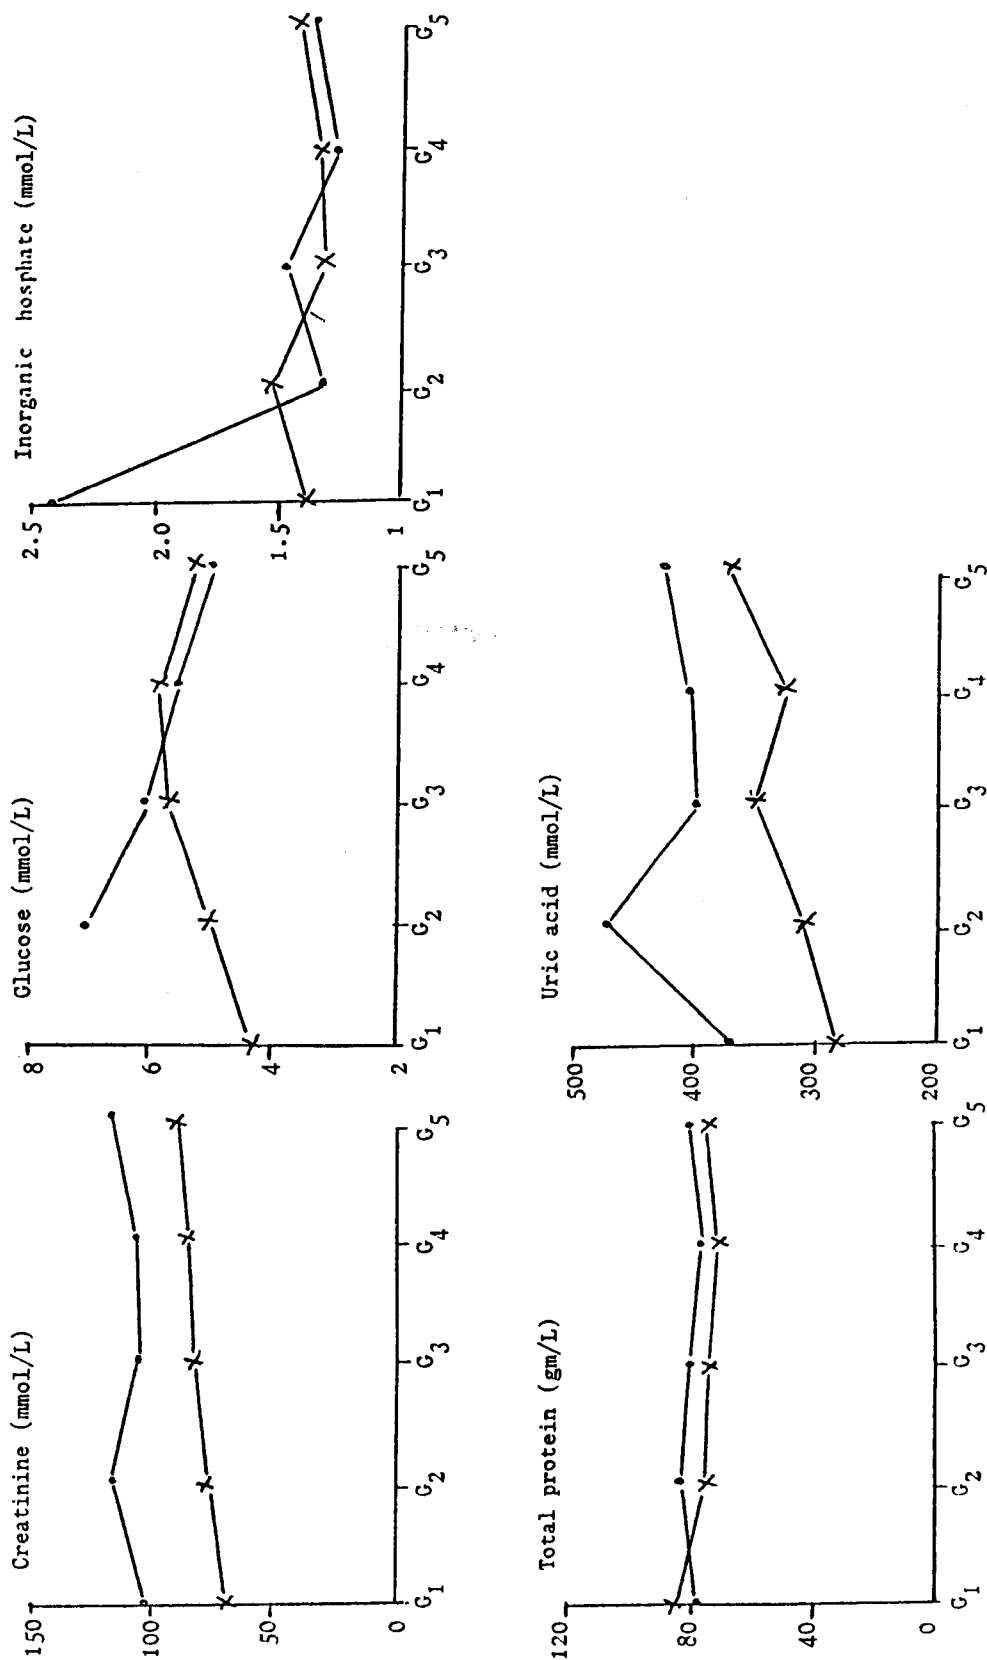 Creatinine (mmol/L)
150
100
50
0
G1
G2
G3
G4
G5
Glucose (mmol/L)
8
6
4
2
G1
G2
G3
G4
G5
Inorganic hosphate (mmol/L)
2.5
2.0
1.5
1
G1
G2
G3
G4
G5
Total protein (gm/L)
120
80
40
0
G1
G2
G3
G4
G5
Uric acid (mmol/L)
500
400
300
200
G1
G2
G3
G4
G5